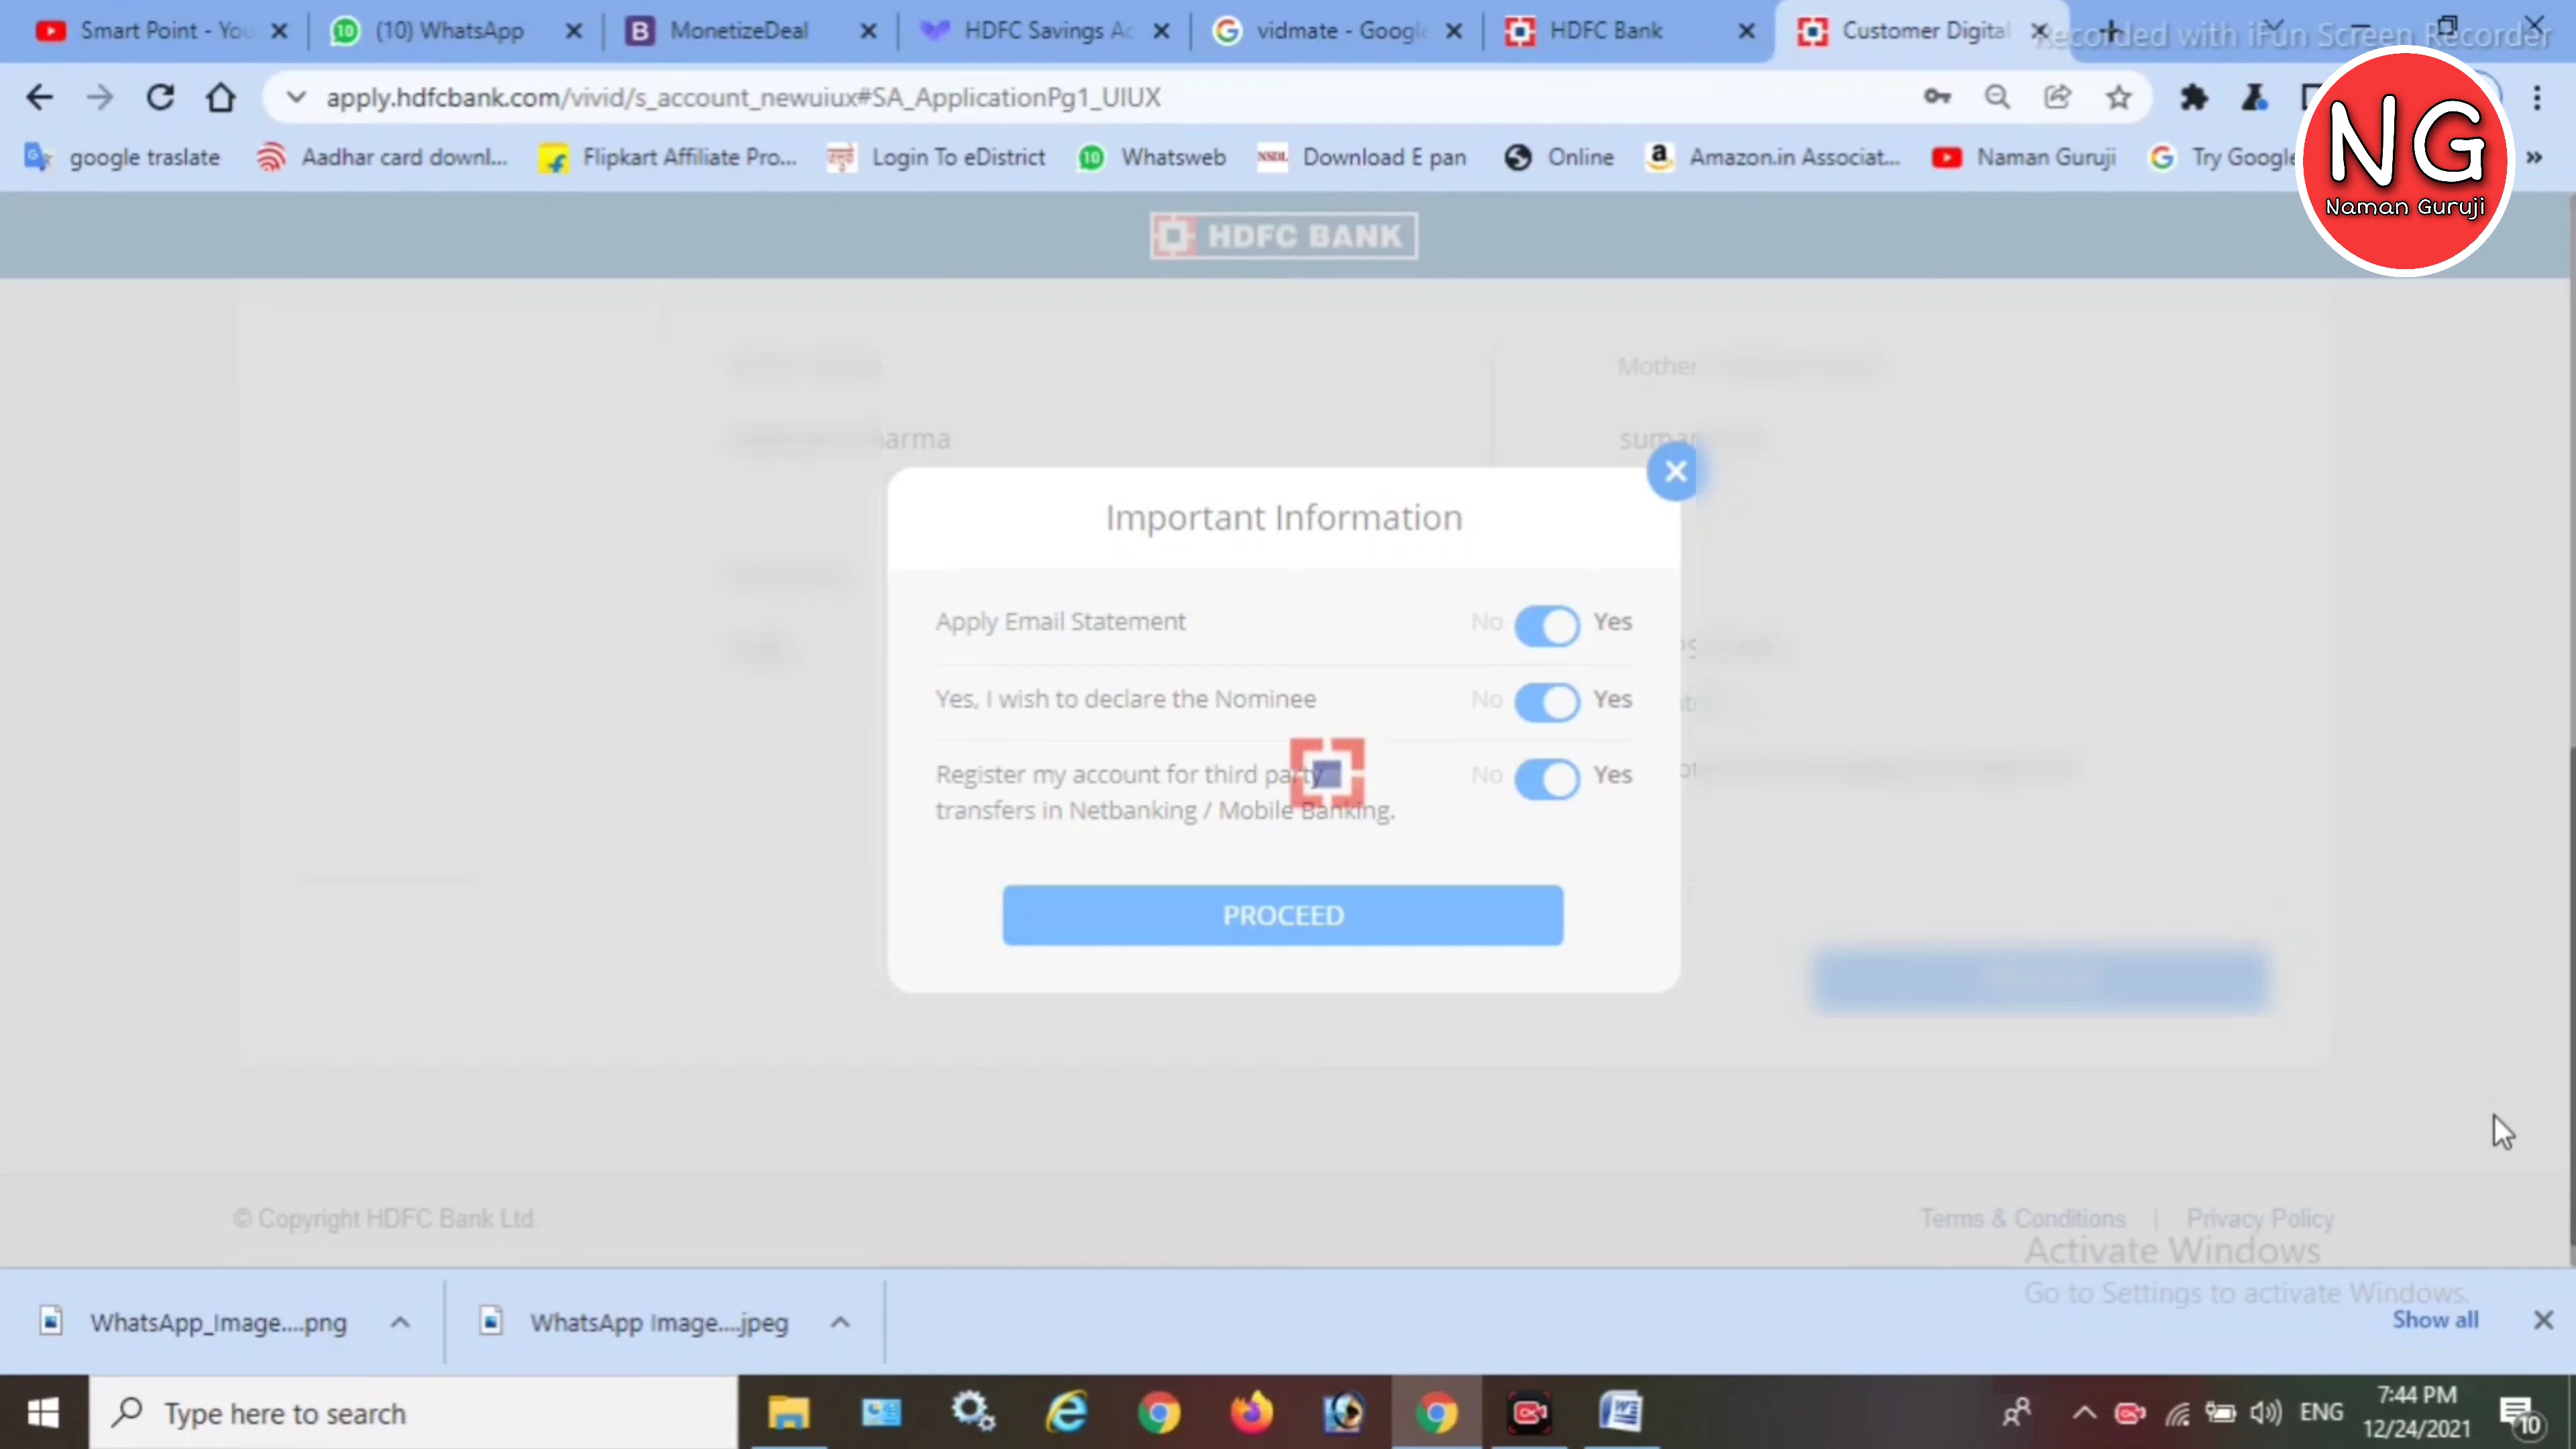 Smart Point - You
(10) WhatsApp
MonetizeDeal
HDFC Savings Ac
vidmate - Google
HDFC Bank
Customer Digital
Recorded with iFun Screen Recorder
apply.hdfcbank.com/vivid/s_account_newuiux#SA_ApplicationPg1_UIUX
google traslate
Aadhar card downl...
Flipkart Affiliate Pro...
Login To eDistrict
Whatsweb
Download E pan
Online
Amazon.in Associat...
Naman Guruji
Try Google
NG
Naman Guruji
HDFC BANK
Mother
arma
Important Information
Apply Email Statement No Yes
Yes, I wish to declare the Nominee No Yes
Register my account for third party No Yes
transfers in Netbanking / Mobile Banking.
PROCEED
© Copyright HDFC Bank Ltd.
Terms & Conditions | Privacy Policy
Activate Windows
Go to Settings to activate Windows.
WhatsApp_Image....png
WhatsApp Image....jpeg
Show all
Type here to search
ENG
7:44 PM
12/24/2021
10